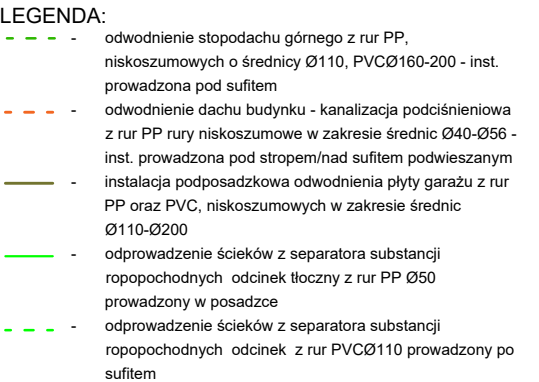 LEGENDA:
- odwodnienie stopodachu górnego z rur PP,
niskoszumowych o średnicy Ø110, PVCØ160-200 - inst.
prowadzona pod sufitem
- odwodnienie dachu budynku - kanalizacja podciśnieniowa
z rur PP rury niskoszumowe w zakresie średnic Ø40-Ø56 -
inst. prowadzona pod stropem/nad sufitem podwieszanym
- instalacja podposadzkowa odwodnienia płyty garażu z rur
PP oraz PVC, niskoszumowych w zakresie średnic
Ø110-Ø200
- odprowadzenie ścieków z separatora substancji
ropopochodnych odcinek tłoczny z rur PP Ø50
prowadzony w posadzce
- odprowadzenie ścieków z separatora substancji
ropopochodnych odcinek z rur PVCØ110 prowadzony po
sufitem